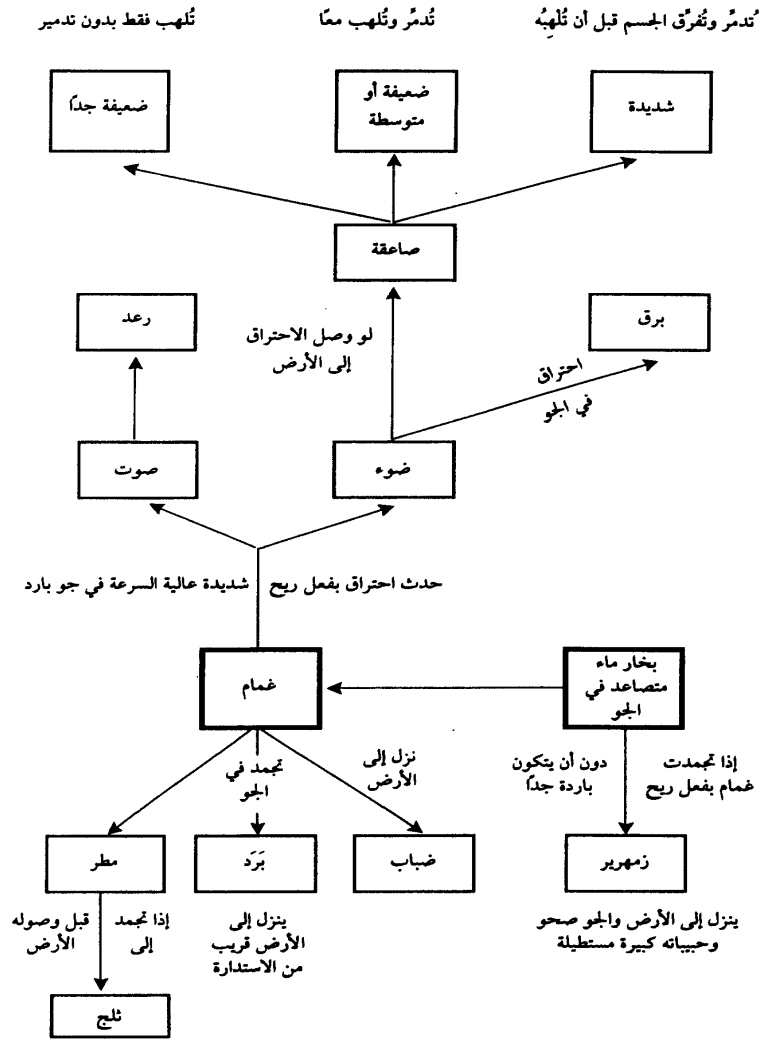 تُدمِّر وتُفرِّق الجسم قبل أن تُلْهِبُه
تُدمِّر وتُلهب معًا
تُلهب فقط بدون تدمير
شديدة
ضعيفة أو
متوسطة
ضعيفة جدًا
صاعقة
برق
لو وصل الاحتراق
إلى الأرض
رعد
احتراق
في الجو
ضوء
صوت
حدث احتراق بفعل ريح شديدة عالية السرعة في جو بارد
بخار ماء
متصاعد في
الجو
غمام
إذا تجمدت دون أن يتكون
غمام بفعل ريح باردة جدًا
نزل إلى
الأرض
تجمد في
الجو
زمهرير
ضباب
بَرَد
مطر
ينزل إلى الأرض والجو صحو
وحبيباته كبيرة مستطيلة
ينزل إلى
الأرض قريب
من الاستدارة
إذا تجمد قبل وصوله
إلى الأرض
ثلج